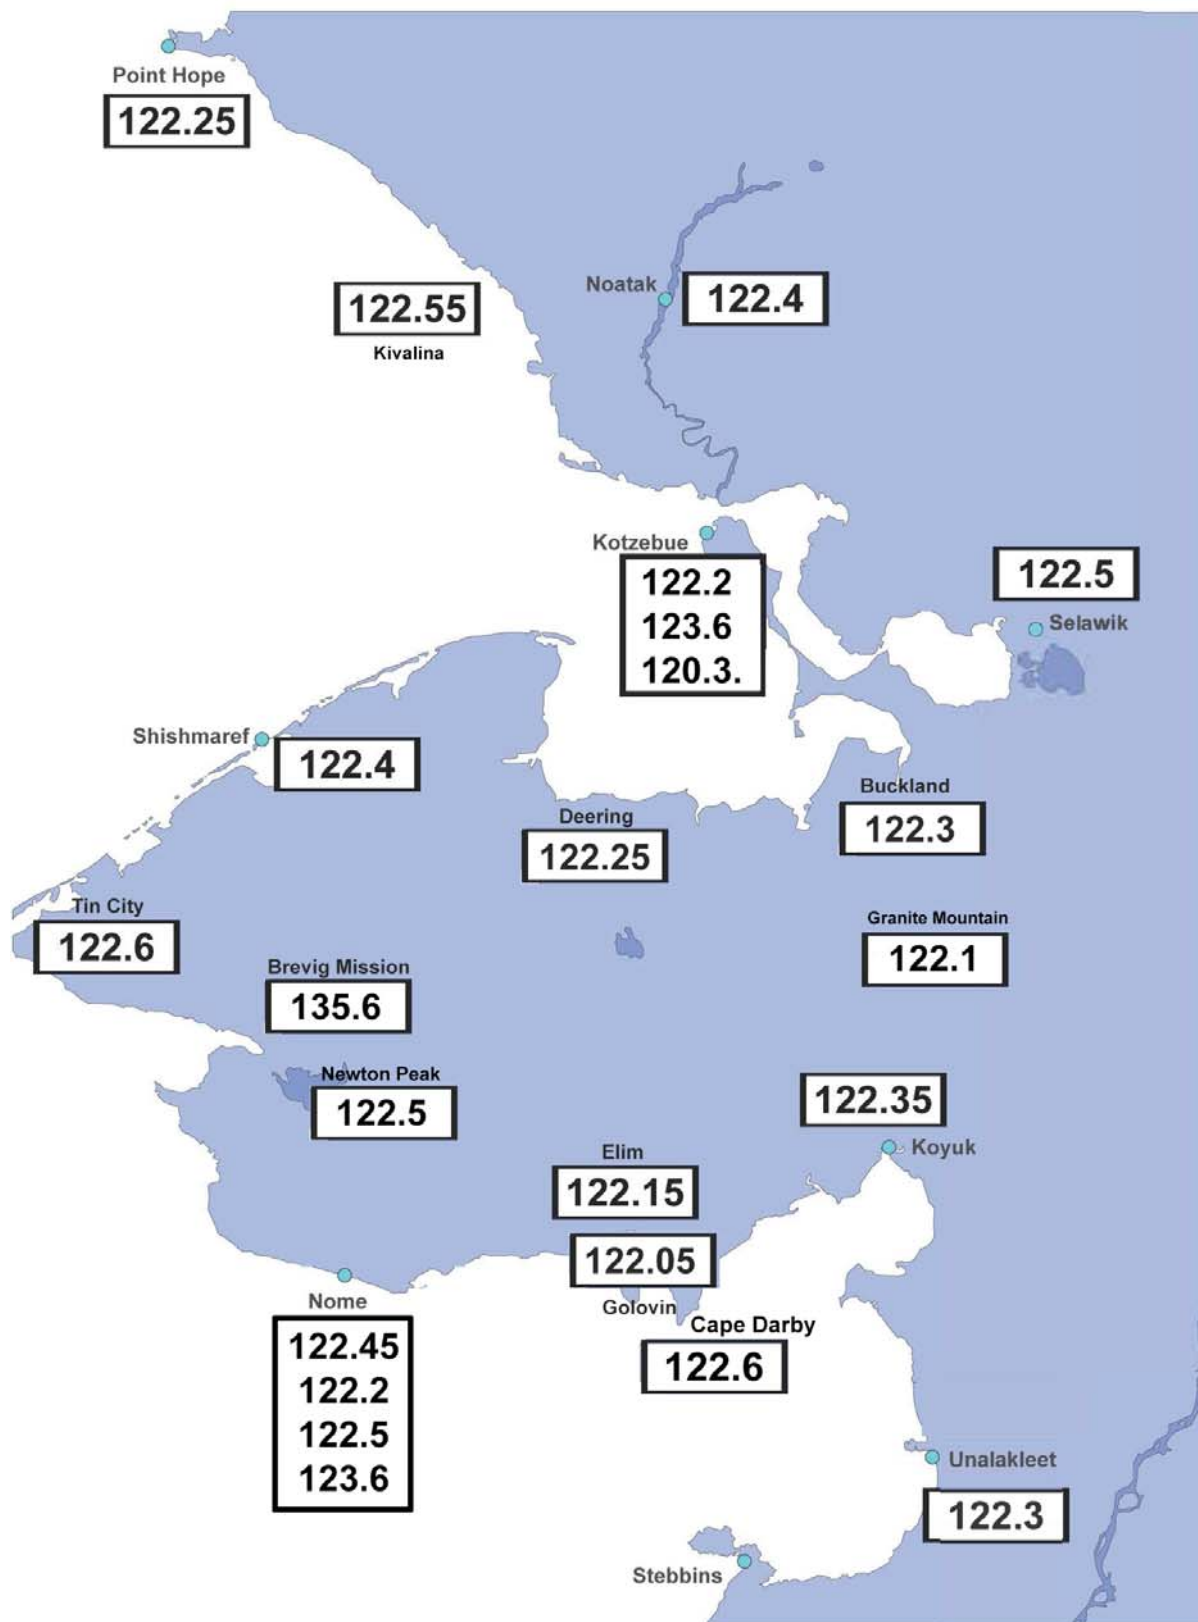 Point Hope
122.25
Noatak
122.4
122.55
Kivalina
Kotzebue
122.2
123.6
120.3.
122.5
Selawik
Shishmaref
122.4
Buckland
122.3
Deering
122.25
Tin City
122.6
Granite Mountain
122.1
Brevig Mission
135.6
Newton Peak
122.5
122.35
Koyuk
Elim
122.15
122.05
Golovin
Nome
122.45
122.2
122.5
123.6
Cape Darby
122.6
Unalakleet
122.3
Stebbins